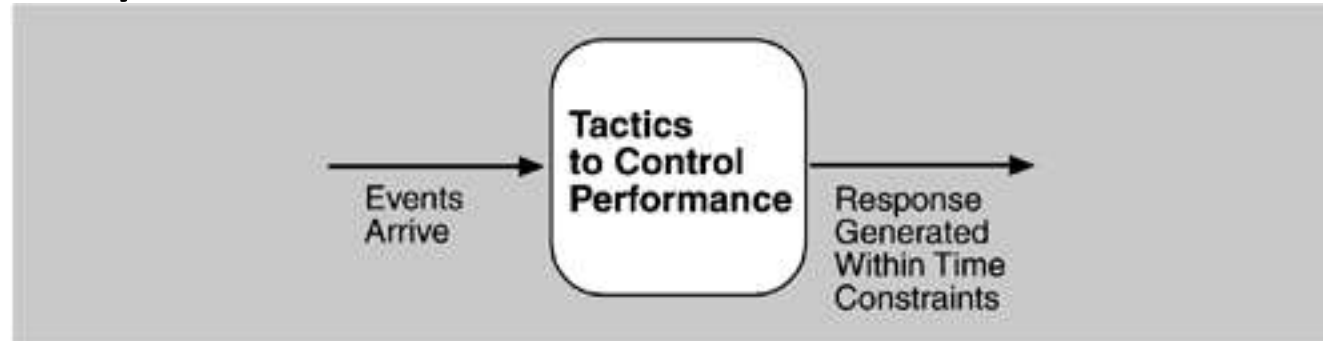 Events
Arrive
Tactics
to Control
Performance
Response
Generated
Within Time
Constraints